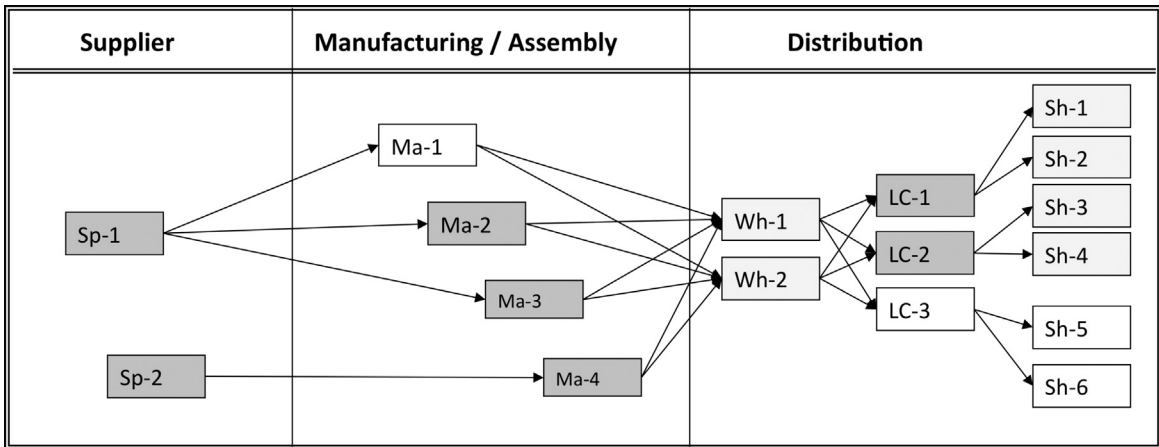 Supplier
Manufacturing / Assembly
Distribution
Sh-1
Ma-1
Sh-2
LC-1
Sh-3
Sp-1
Ma-2
Wh-1
LC-2
Sh-4
Wh-2
Ma-3
LC-3
Sh-5
Sp-2
Ma-4
Sh-6